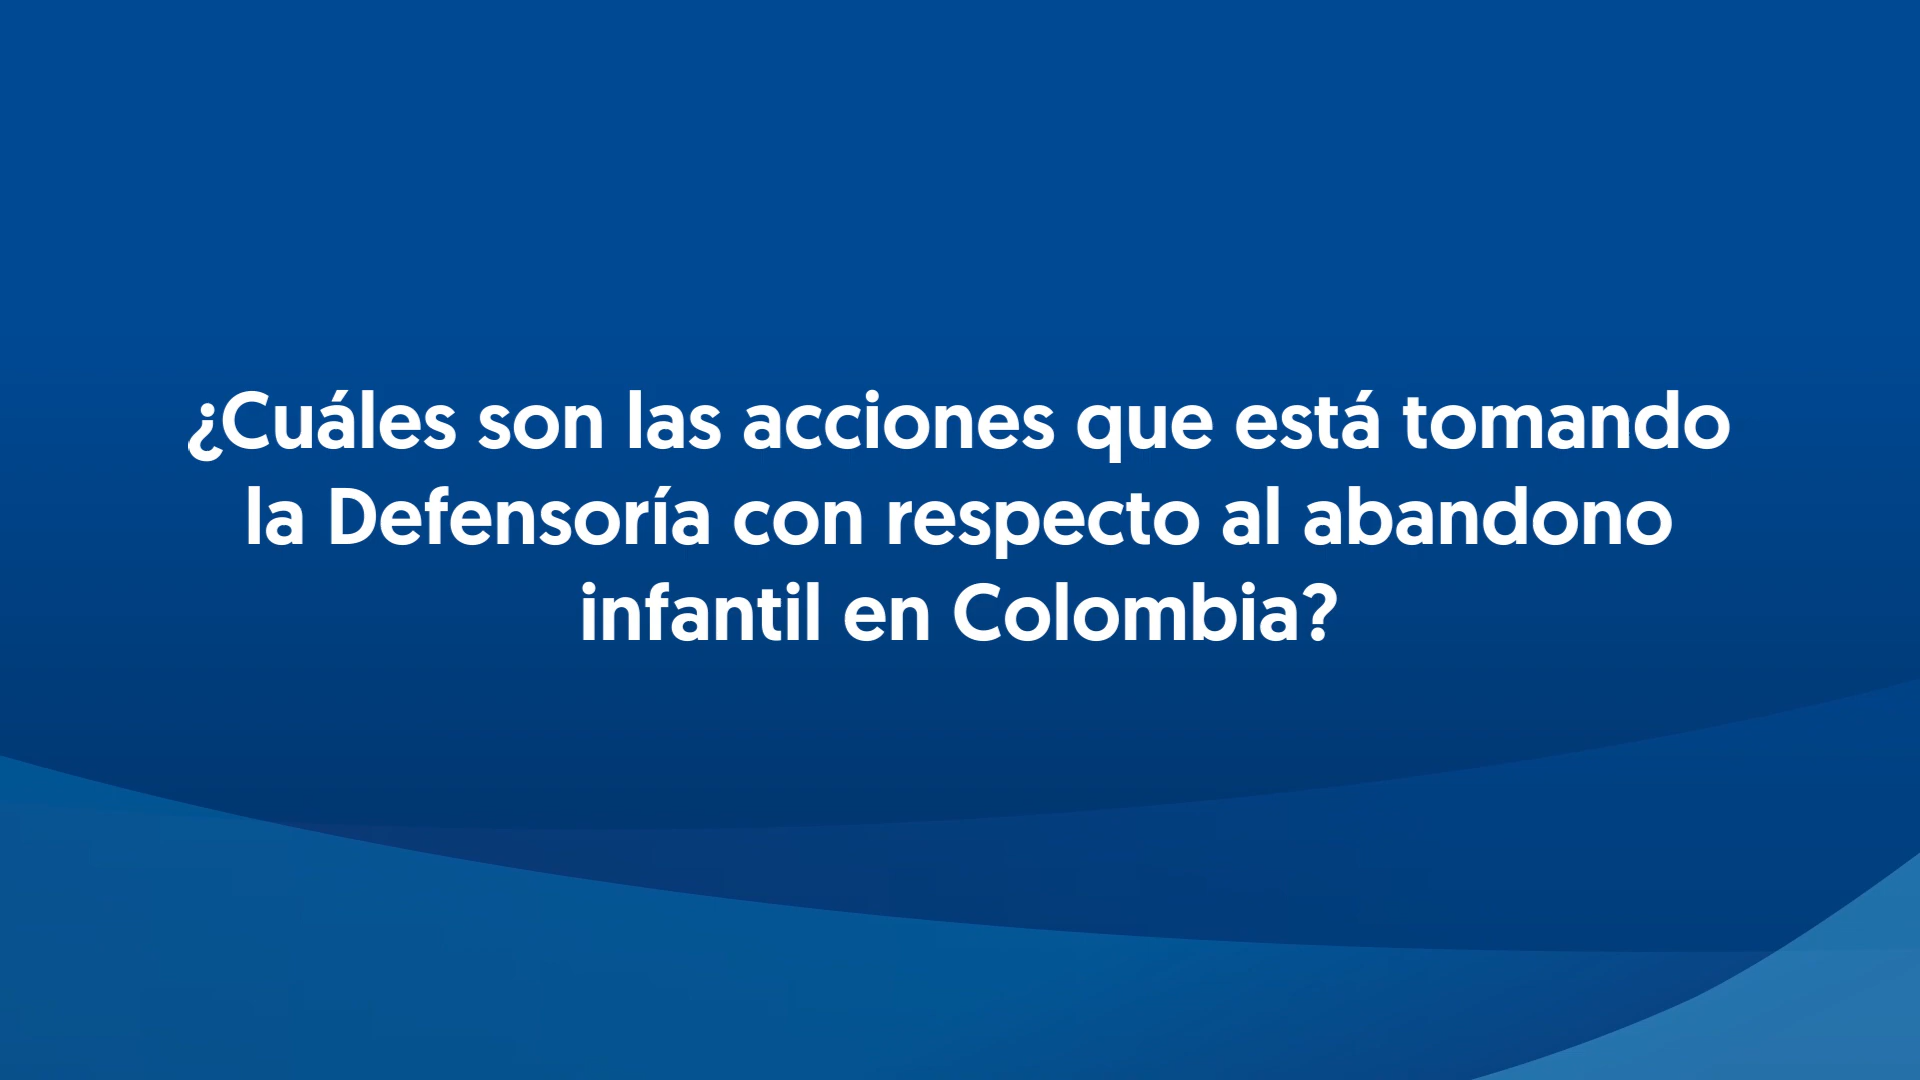 ¿Cuáles son las acciones que está tomando
la Defensoría con respecto al abandono
infantil en Colombia?